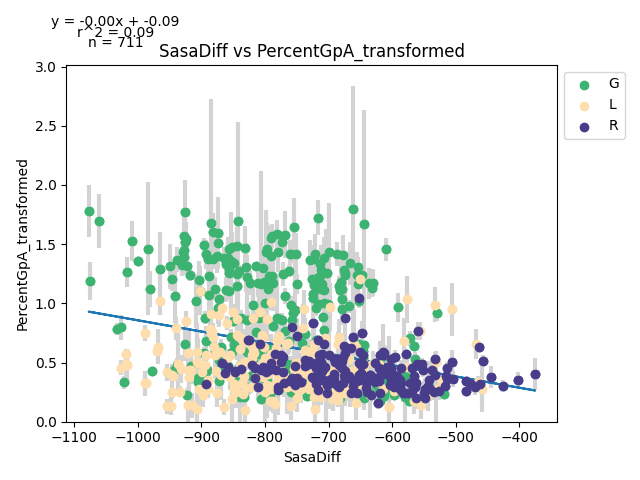 y = -0.00x + -0.09
r^2 = 0.09
n = 711
SasaDiff vs PercentGpA_transformed
G
L
R
PercentGpA_transformed
3.0
2.5
2.0
1.5
1.0
0.5
0.0
−1100 −1000 −900 −800 −700 −600 −500 −400
SasaDiff